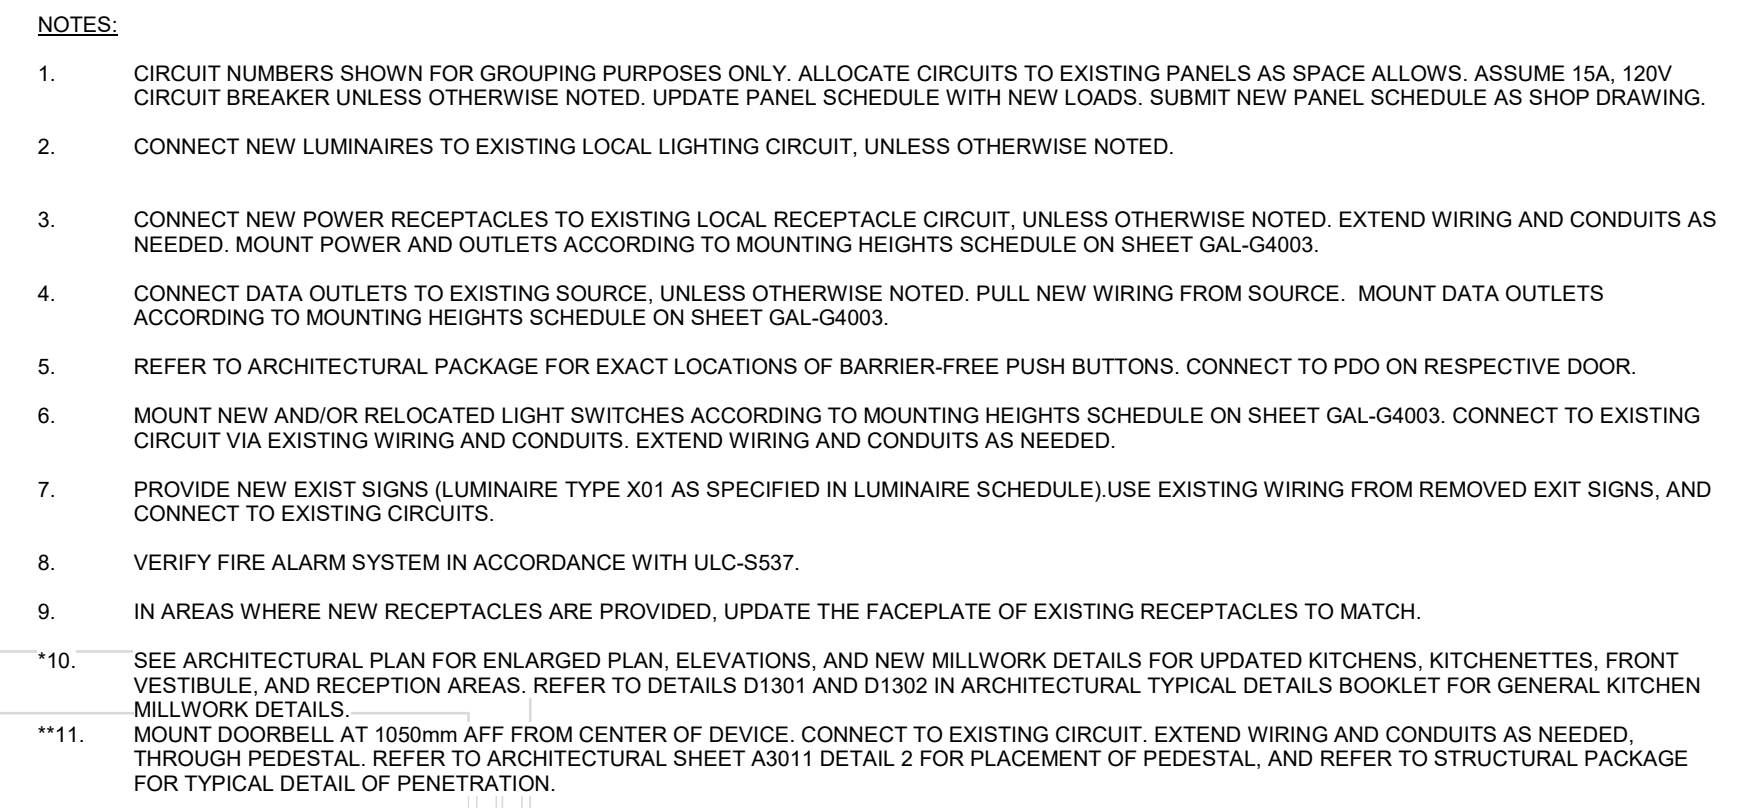 NOTES:
1. CIRCUIT NUMBERS SHOWN FOR GROUPING PURPOSES ONLY. ALLOCATE CIRCUITS TO EXISTING PANELS AS SPACE ALLOWS. ASSUME 15A, 120V
CIRCUIT BREAKER UNLESS OTHERWISE NOTED. UPDATE PANEL SCHEDULE WITH NEW LOADS. SUBMIT NEW PANEL SCHEDULE AS SHOP DRAWING.
2. CONNECT NEW LUMINAIRES TO EXISTING LOCAL LIGHTING CIRCUIT, UNLESS OTHERWISE NOTED.
3. CONNECT NEW POWER RECEPTACLES TO EXISTING LOCAL RECEPTACLE CIRCUIT, UNLESS OTHERWISE NOTED. EXTEND WIRING AND CONDUITS AS
NEEDED. MOUNT POWER AND OUTLETS ACCORDING TO MOUNTING HEIGHTS SCHEDULE ON SHEET GAL-G4003.
4. CONNECT DATA OUTLETS TO EXISTING SOURCE, UNLESS OTHERWISE NOTED. PULL NEW WIRING FROM SOURCE. MOUNT DATA OUTLETS
ACCORDING TO MOUNTING HEIGHTS SCHEDULE ON SHEET GAL-G4003.
5. REFER TO ARCHITECTURAL PACKAGE FOR EXACT LOCATIONS OF BARRIER-FREE PUSH BUTTONS. CONNECT TO PDO ON RESPECTIVE DOOR.
6. MOUNT NEW AND/OR RELOCATED LIGHT SWITCHES ACCORDING TO MOUNTING HEIGHTS SCHEDULE ON SHEET GAL-G4003. CONNECT TO EXISTING
CIRCUIT VIA EXISTING WIRING AND CONDUITS. EXTEND WIRING AND CONDUITS AS NEEDED.
7. PROVIDE NEW EXIST SIGNS (LUMINAIRE TYPE X01 AS SPECIFIED IN LUMINAIRE SCHEDULE).USE EXISTING WIRING FROM REMOVED EXIT SIGNS, AND
CONNECT TO EXISTING CIRCUITS.
8. VERIFY FIRE ALARM SYSTEM IN ACCORDANCE WITH ULC-S537.
9. IN AREAS WHERE NEW RECEPTACLES ARE PROVIDED, UPDATE THE FACEPLATE OF EXISTING RECEPTACLES TO MATCH.
*10. SEE ARCHITECTURAL PLAN FOR ENLARGED PLAN, ELEVATIONS, AND NEW MILLWORK DETAILS FOR UPDATED KITCHENS, KITCHENETTES, FRONT
VESTIBULE, AND RECEPTION AREAS. REFER TO DETAILS D1301 AND D1302 IN ARCHITECTURAL TYPICAL DETAILS BOOKLET FOR GENERAL KITCHEN
MILLWORK DETAILS.
**11. MOUNT DOORBELL AT 1050mm AFF FROM CENTER OF DEVICE. CONNECT TO EXISTING CIRCUIT. EXTEND WIRING AND CONDUITS AS NEEDED,
THROUGH PEDESTAL. REFER TO ARCHITECTURAL SHEET A3011 DETAIL 2 FOR PLACEMENT OF PEDESTAL, AND REFER TO STRUCTURAL PACKAGE
FOR TYPICAL DETAIL OF PENETRATION.